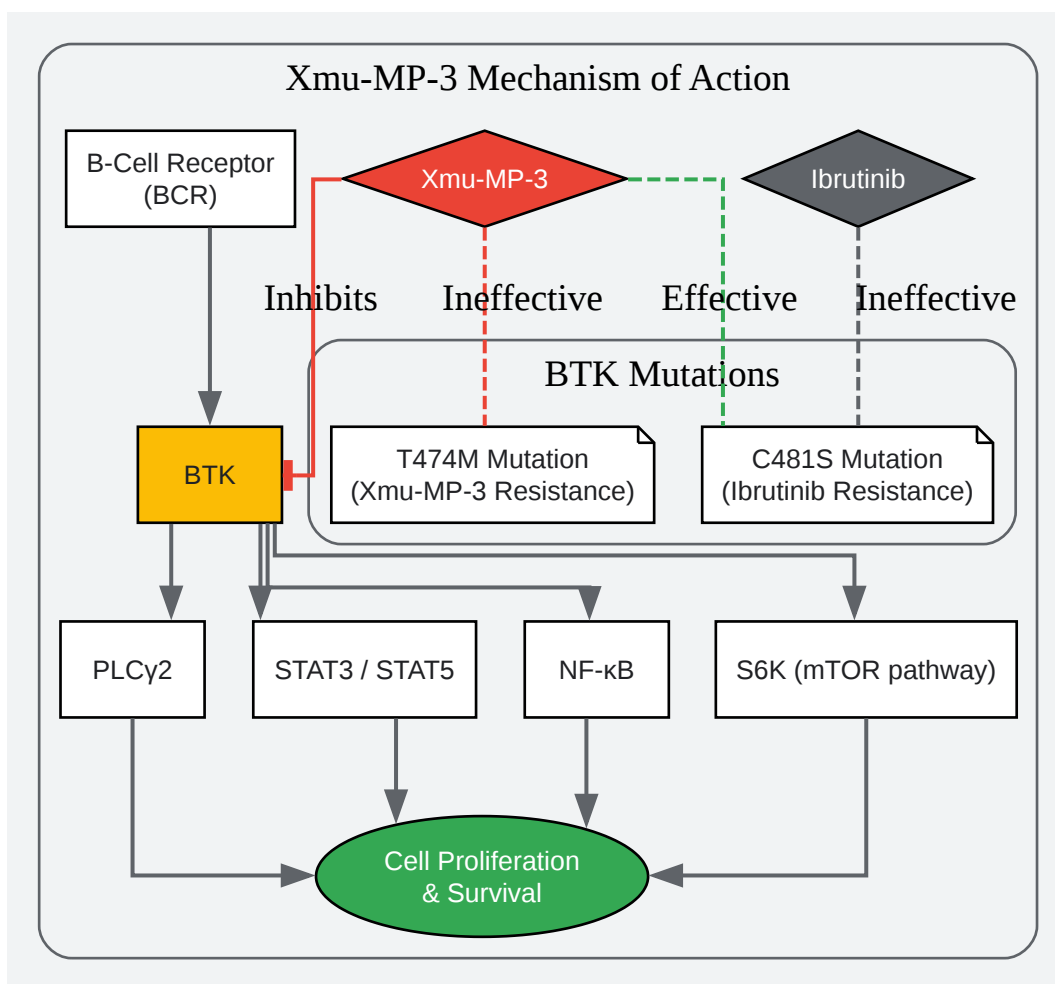 Xmu-MP-3 Mechanism of Action
B-Cell Receptor
(BCR)
Xmu-MP-3
Ibrutinib
Inhibits
Ineffective
Effective
Ineffective
BTK Mutations
BTK
T474M Mutation
(Xmu-MP-3 Resistance)
C481S Mutation
(Ibrutinib Resistance)
PLCγ2
STAT3 / STAT5
NF-κB
S6K (mTOR pathway)
Cell Proliferation
& Survival